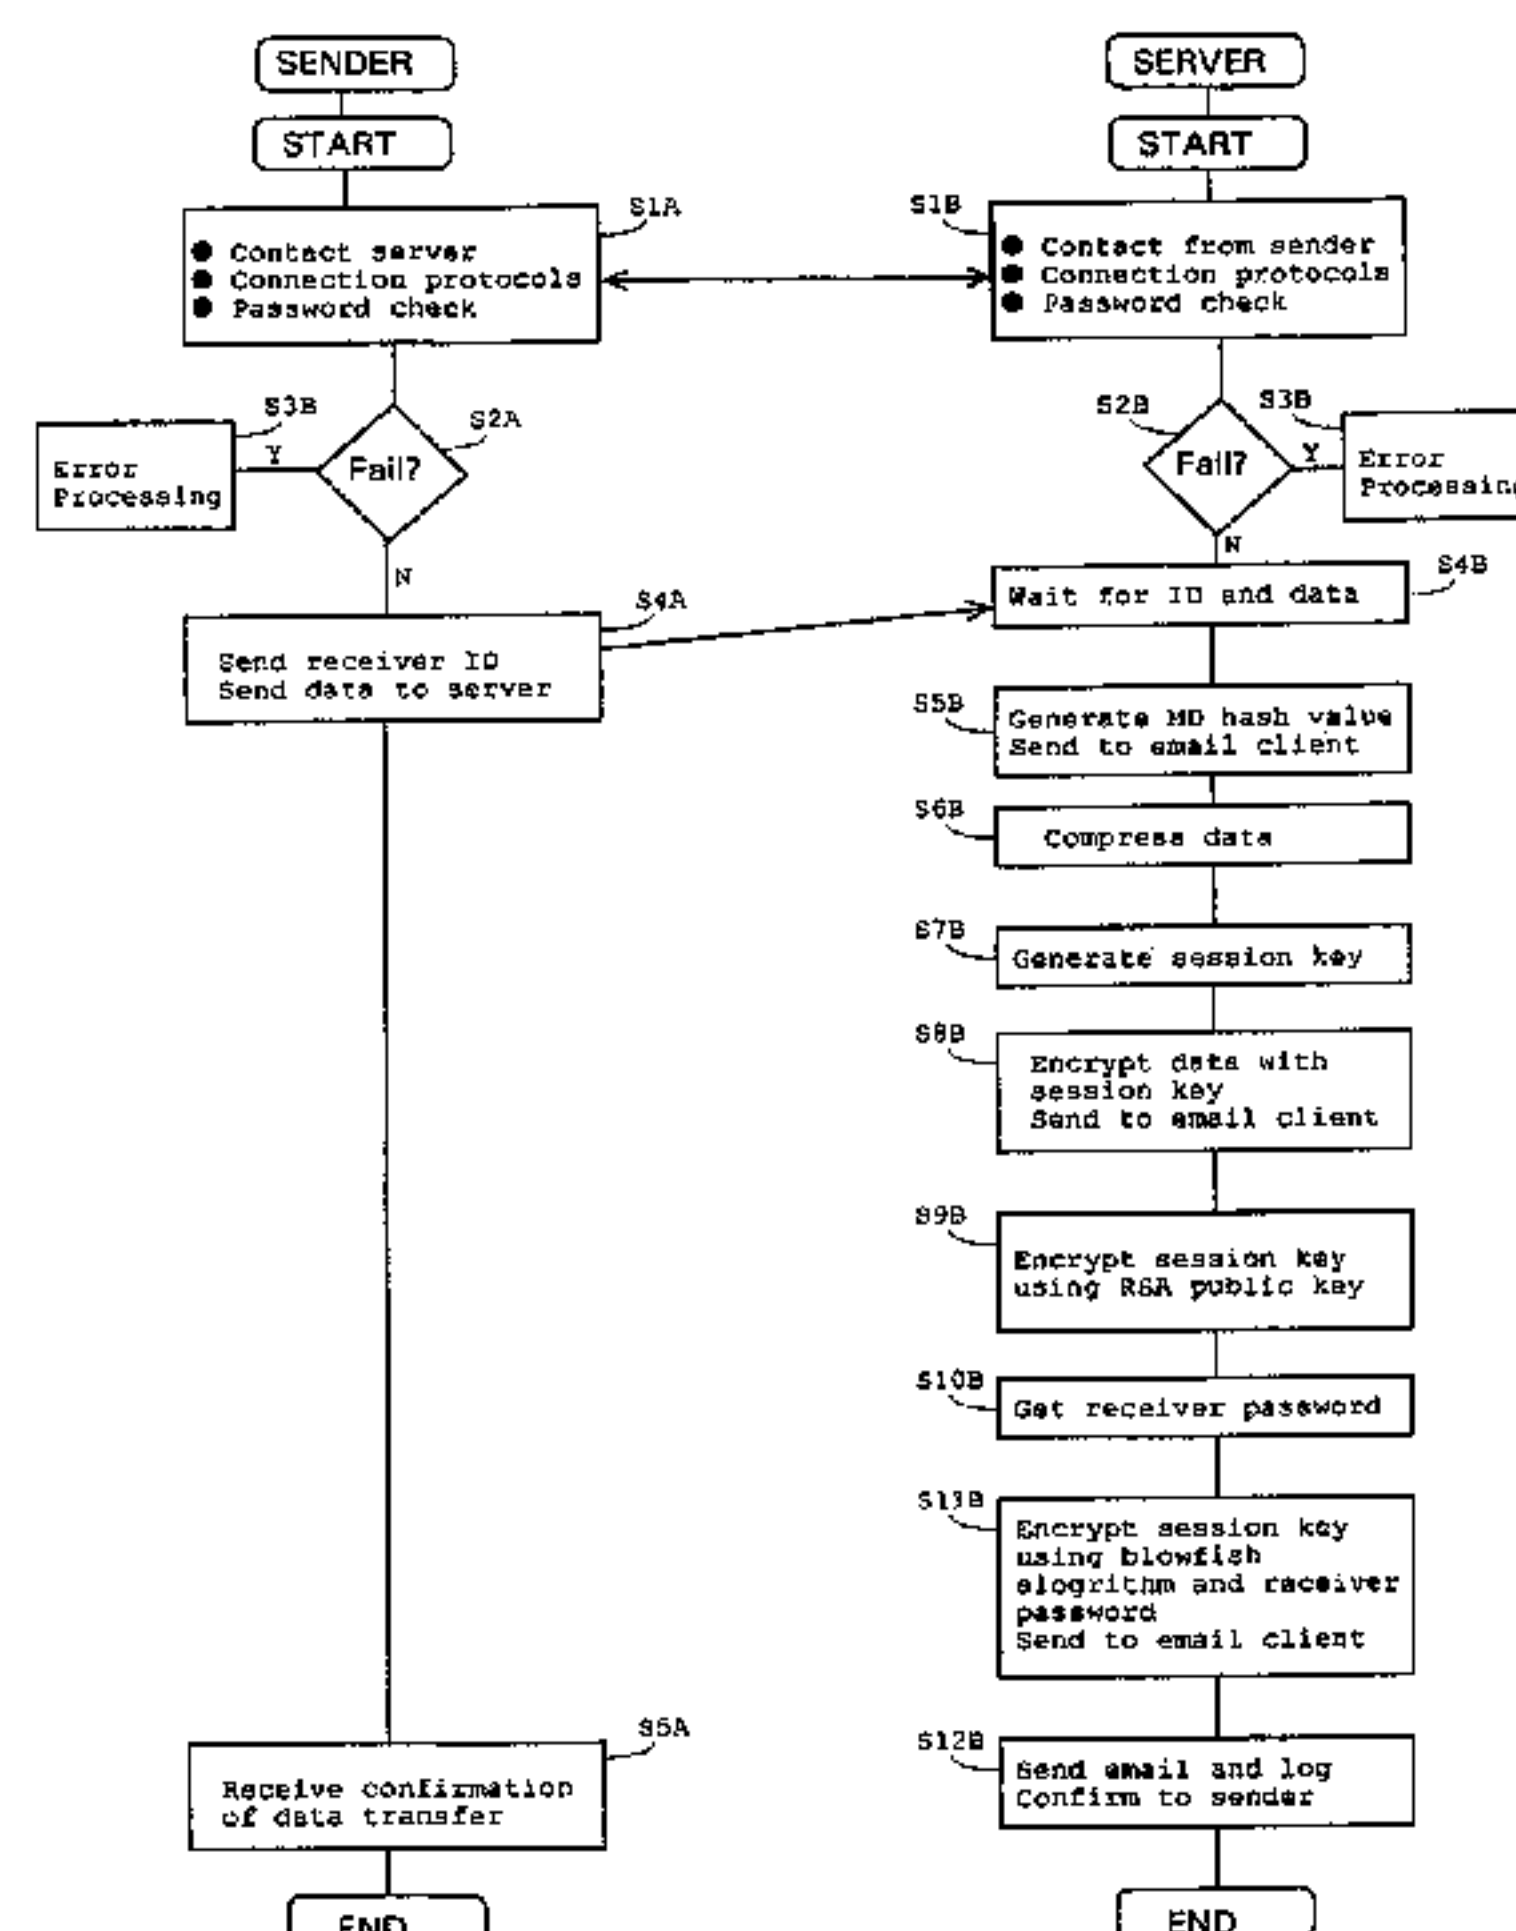 SENDER
START
S1A
● Contact server
● Connection protocols
● Password check
S3B
S2A
Y
Fail?
Error
Processing
N
S4A
Send receiver ID
Send data to server
S5A
Receive confirmation
of data transfer
END
SERVER
START
S1B
● Contact from sender
● Connection protocols
● Password check
S2B
S3B
Fail?
Y
Error
Processing
N
S4B
Wait for ID and data
S5B
Generate MD hash value
Send to email client
S6B
Compress data
S7B
Generate session key
S8B
Encrypt data with
session key
Send to email client
S9B
Encrypt session key
using RSA public key
S10B
Get receiver password
S11B
Encrypt session key
using blowfish
alogrithm and receiver
password
Send to email client
S12B
Send email and log
Confirm to sender
END